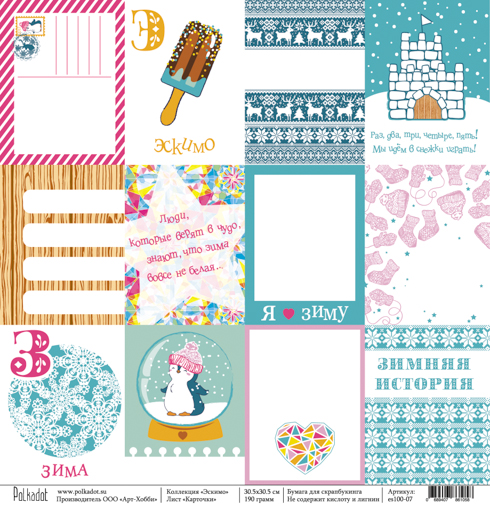 Э
ЭСКИМО
Раз, два, три, четыре, пять!
Мы идём в снежки играть!
Люди,
Которые верят в чудо,
знают, что зима
вовсе не белая...
Я ЗИМУ
З
ЗИМА
ЗИМНЯЯ
ИСТОРИЯ
Polkadot
www.polkadot.su
Производитель ООО «Арт-Хобби»
Коллекция «Эскимо»
Лист «Карточки»
30.5х30.5 см
190 грамм
Бумага для скрапбукинга
Не содержит кислоту и лигнин
Артикул:
es100-07